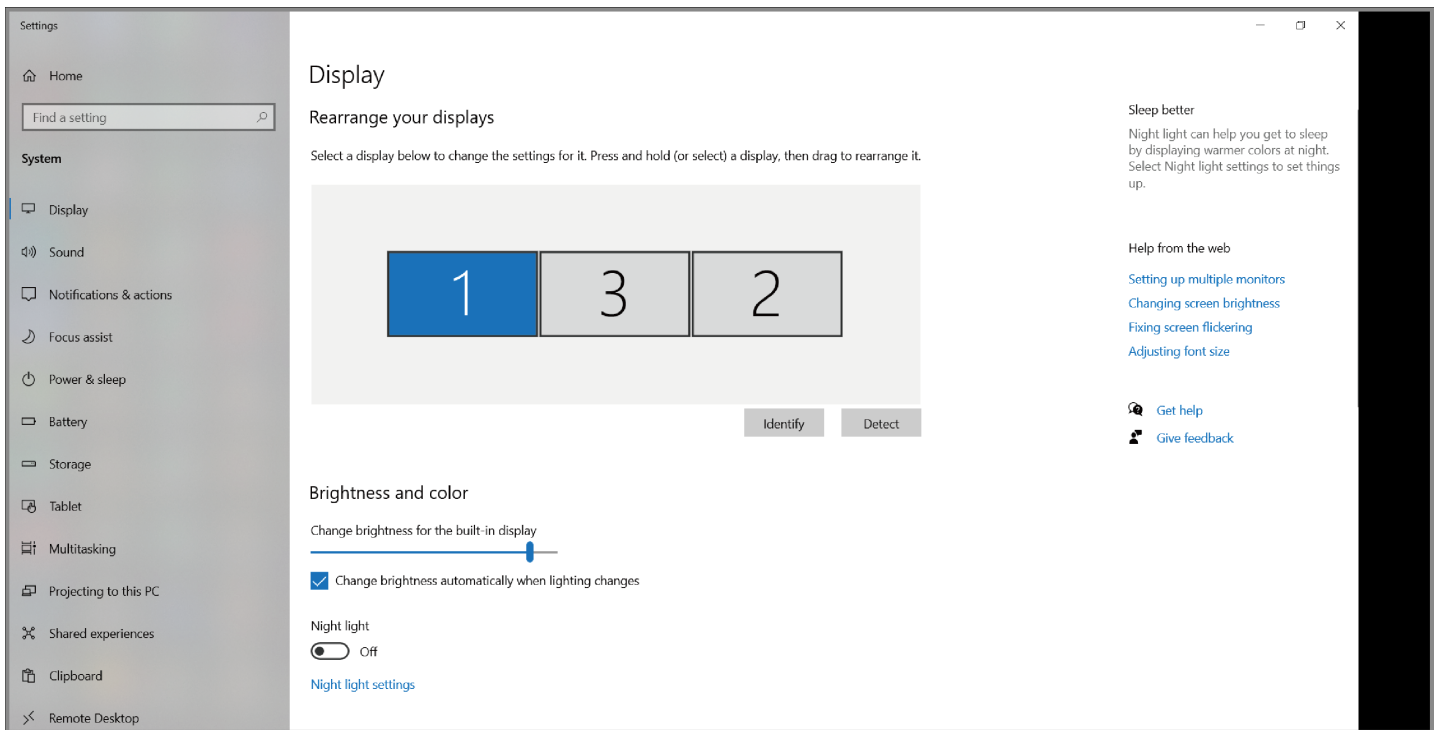 Settings
Home
Find a setting
System
Display
Sound
Notifications & actions
Focus assist
Power & sleep
Battery
Storage
Tablet
Multitasking
Projecting to this PC
Shared experiences
Clipboard
Remote Desktop
Display
Rearrange your displays
Select a display below to change the settings for it. Press and hold (or select) a display, then drag to rearrange it.
1 3 2
Identify Detect
Brightness and color
Change brightness for the built-in display
Change brightness automatically when lighting changes
Night light
Off
Night light settings
Sleep better
Night light can help you get to sleep
by displaying warmer colors at night.
Select Night light settings to set things
up.
Help from the web
Setting up multiple monitors
Changing screen brightness
Fixing screen flickering
Adjusting font size
Get help
Give feedback